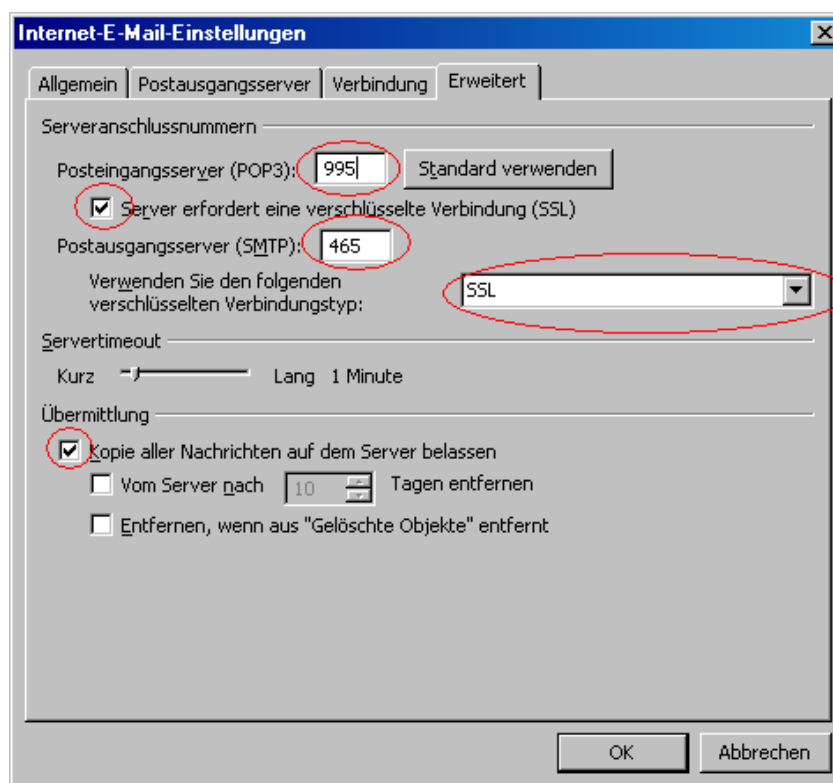 Internet-E-Mail-Einstellungen
Allgemein Postausgangsserver Verbindung Erweitert
Serveranschlussnummern
Posteingangsserver (POP3): 995 Standard verwenden
Server erfordert eine verschlüsselte Verbindung (SSL)
Postausgangsserver (SMTP): 465
Verwenden Sie den folgenden
verschlüsselten Verbindungstyp: SSL
Servertimeout
Kurz Lang 1 Minute
Übermittlung
Kopie aller Nachrichten auf dem Server belassen
Vom Server nach 10 Tagen entfernen
Entfernen, wenn aus "Gelöschte Objekte" entfernt
OK Abbrechen